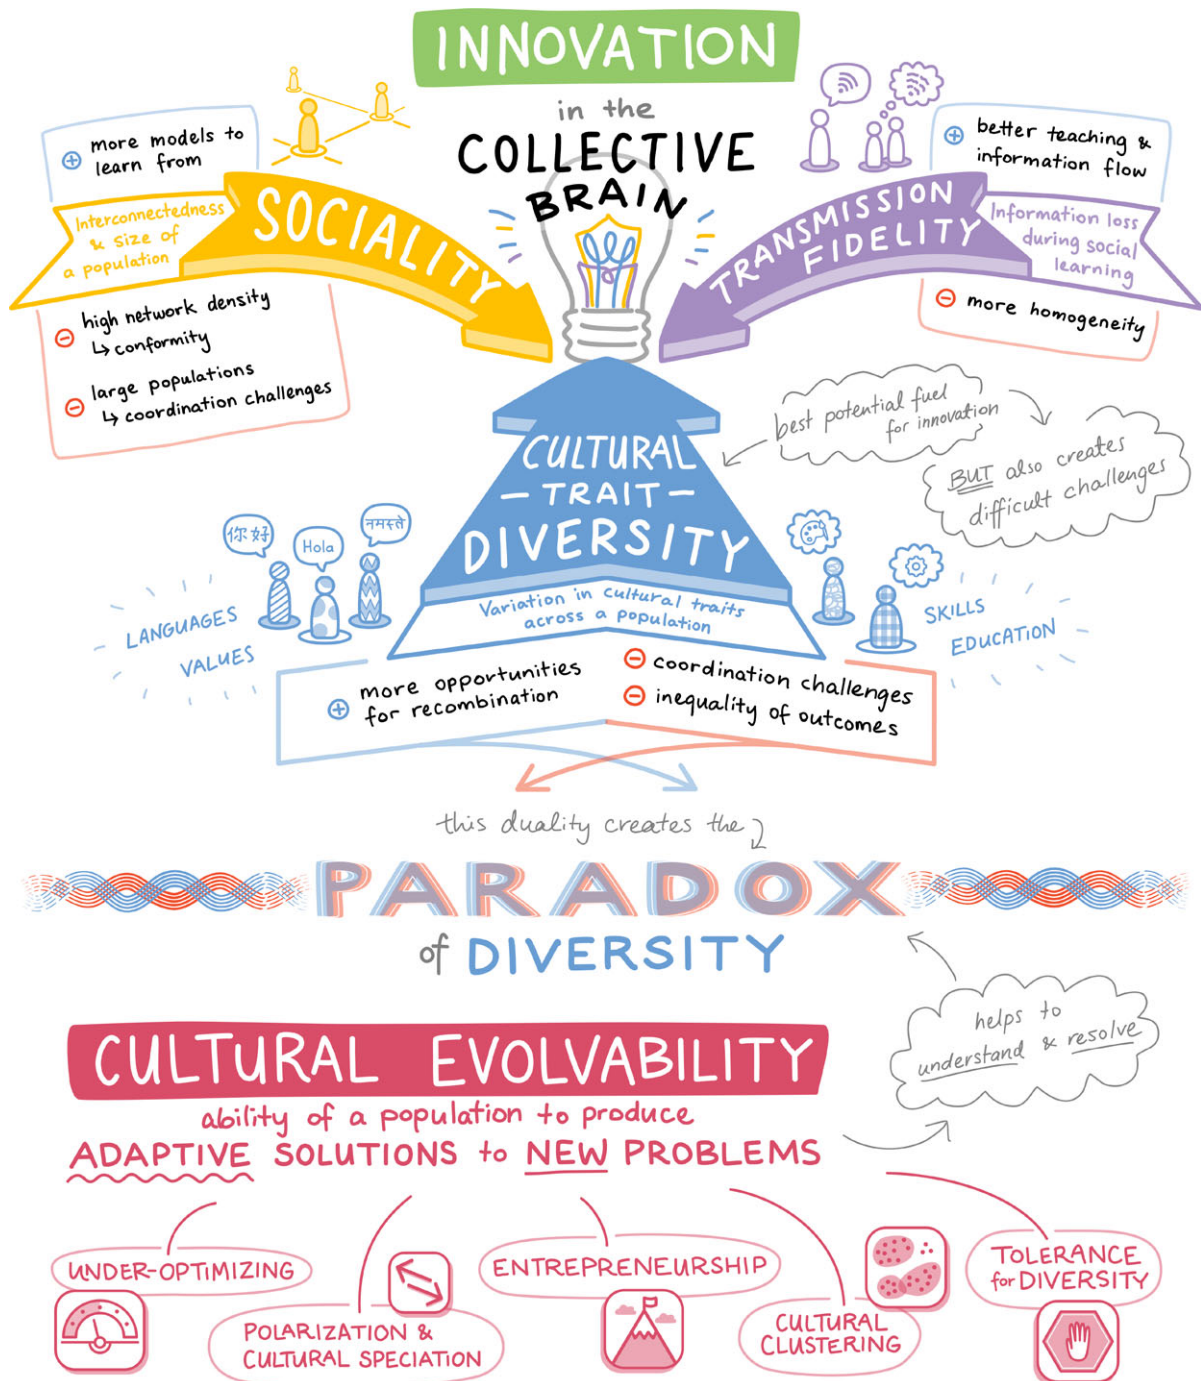 INNOVATION
in the
COLLECTIVE
BRAIN
⊕ more models to
learn from
SOCIALITY
Interconnectedness
& size of
a population
⊖ high network density
↳ conformity
⊖ large populations
↳ coordination challenges
⊕ better teaching &
information flow
TRANSMISSION
FIDELITY
Information loss
during social
learning
⊖ more homogeneity
best potential fuel
for innovation
BUT also creates
difficult challenges
CULTURAL
— TRAIT —
DIVERSITY
Variation in cultural traits
across a population
你好
Hola
नमस्ते
LANGUAGES
VALUES
SKILLS
EDUCATION
⊕ more opportunities
for recombination
⊖ coordination challenges
⊖ inequality of outcomes
this duality creates the
PARADOX
of DIVERSITY
helps to
understand & resolve
CULTURAL EVOLVABILITY
ability of a population to produce
ADAPTIVE SOLUTIONS to NEW PROBLEMS
UNDER-OPTIMIZING
POLARIZATION &
CULTURAL SPECIATION
ENTREPRENEURSHIP
CULTURAL
CLUSTERING
TOLERANCE
for DIVERSITY